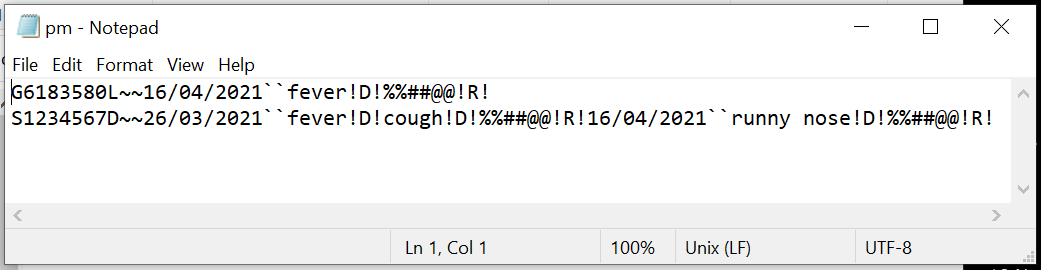 pm - Notepad
File Edit Format View Help
G6183580L~~16/04/2021``fever!D!%%##@@!R!
S1234567D~~26/03/2021``fever!D!cough!D!%%##@@!R!16/04/2021``runny nose!D!%%##@@!R!
Ln 1, Col 1 100% Unix (LF) UTF-8